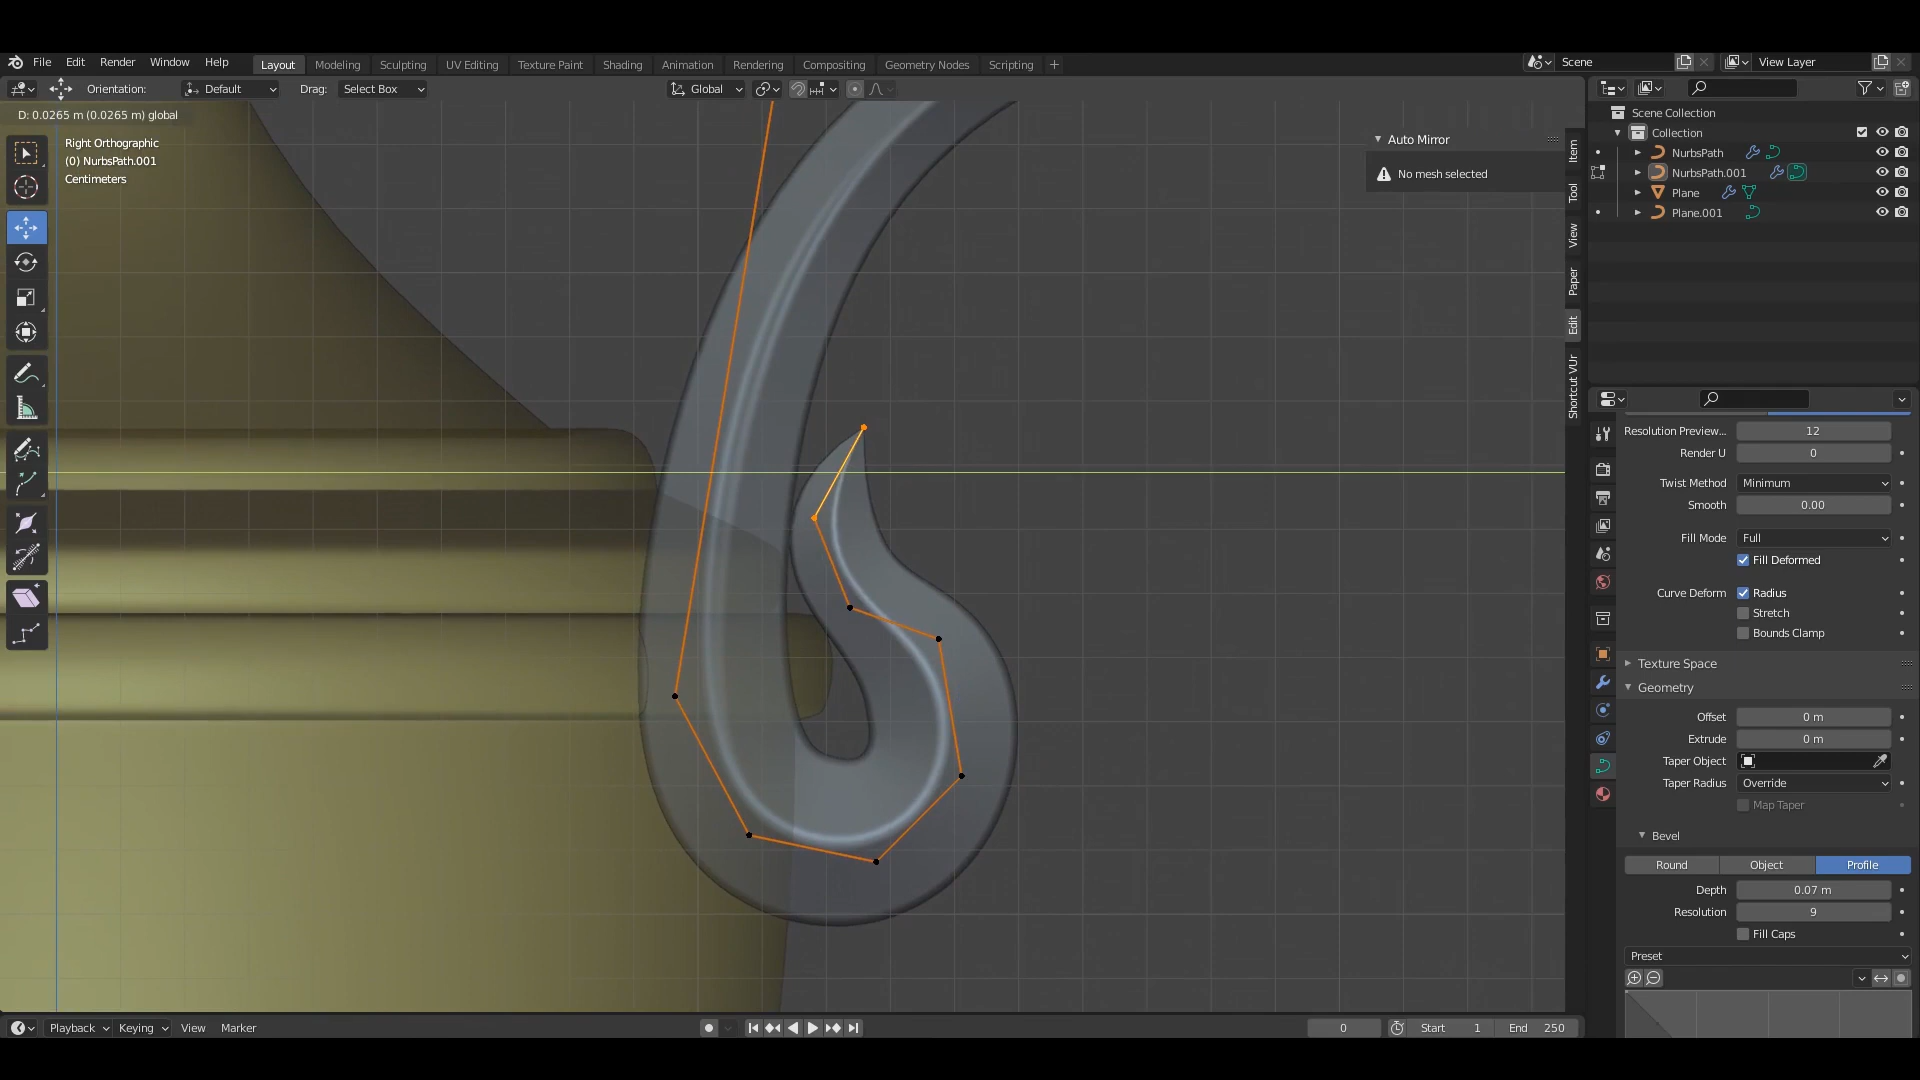 File Edit Render Window Help Layout Modeling Sculpting UV Editing Texture Paint Shading Animation Rendering Compositing Geometry Nodes Scripting + Scene View Layer
Orientation: Default Drag: Select Box Global
D: 0.0265 m (0.0265 m) global
Right Orthographic
(0) NurbsPath.001
Centimeters
Auto Mirror
No mesh selected
Item
Tool
View
Paper
Edit
Shortcut VUr
Scene Collection
Collection
NurbsPath
NurbsPath.001
Plane
Plane.001
Resolution Preview... 12
Render U 0
Twist Method Minimum
Smooth 0.00
Fill Mode Full
Fill Deformed
Curve Deform Radius
Stretch
Bounds Clamp
Texture Space
Geometry
Offset 0 m
Extrude 0 m
Taper Object
Taper Radius Override
Map Taper
Bevel
Round Object Profile
Depth 0.07 m
Resolution 9
Fill Caps
Preset
Playback Keying View Marker 0 Start 1 End 250